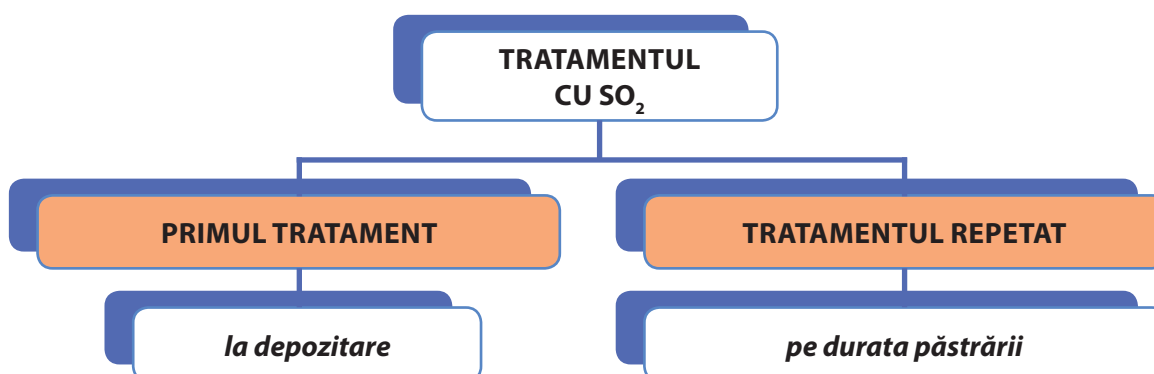 TRATAMENTUL
CU SO₂
PRIMUL TRATAMENT
TRATAMENTUL REPETAT
la depozitare
pe durata păstrării